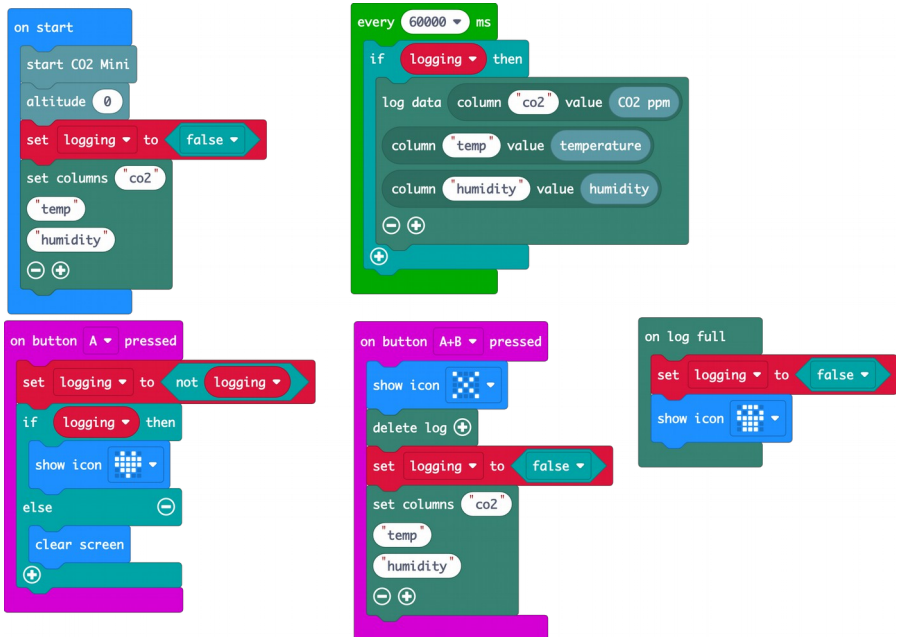 on start
start CO2 Mini
altitude 0
set logging to false
set columns "co2"
"temp"
"humidity"
every 60000 ms
if logging then
log data column "co2" value CO2 ppm
column "temp" value temperature
column "humidity" value humidity
on button A pressed
set logging to not logging
if logging then
show icon
else
clear screen
on button A+B pressed
show icon
delete log
set logging to false
set columns "co2"
"temp"
"humidity"
on log full
set logging to false
show icon